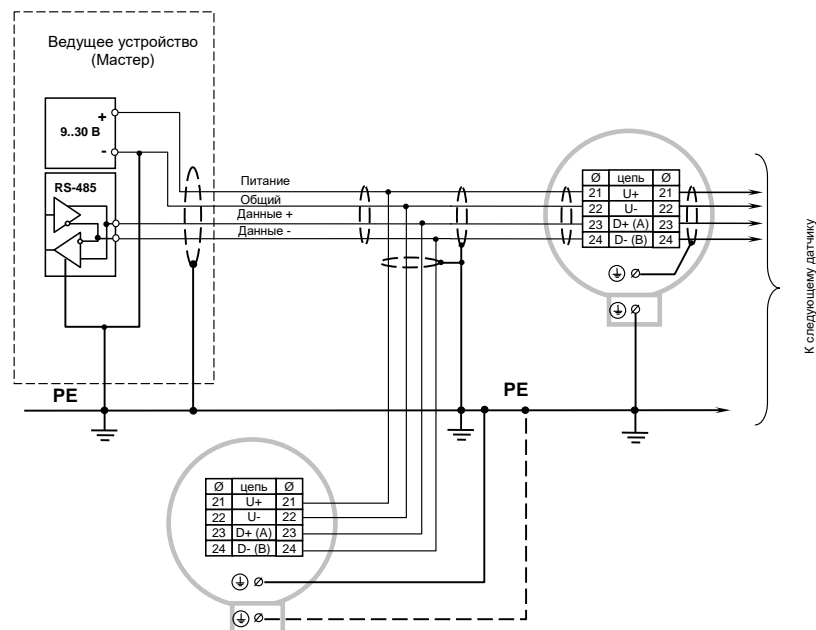 Ведущее устройство
(Мастер)
+
9..30 В
-
RS-485
Питание
Общий
Данные +
Данные -
Ø цепь Ø
21 U+ 21
22 U- 22
23 D+ (A) 23
24 D- (B) 24
Ø
Ø
К следующему датчику
PE
PE
Ø цепь Ø
21 U+ 21
22 U- 22
23 D+ (A) 23
24 D- (B) 24
Ø
Ø